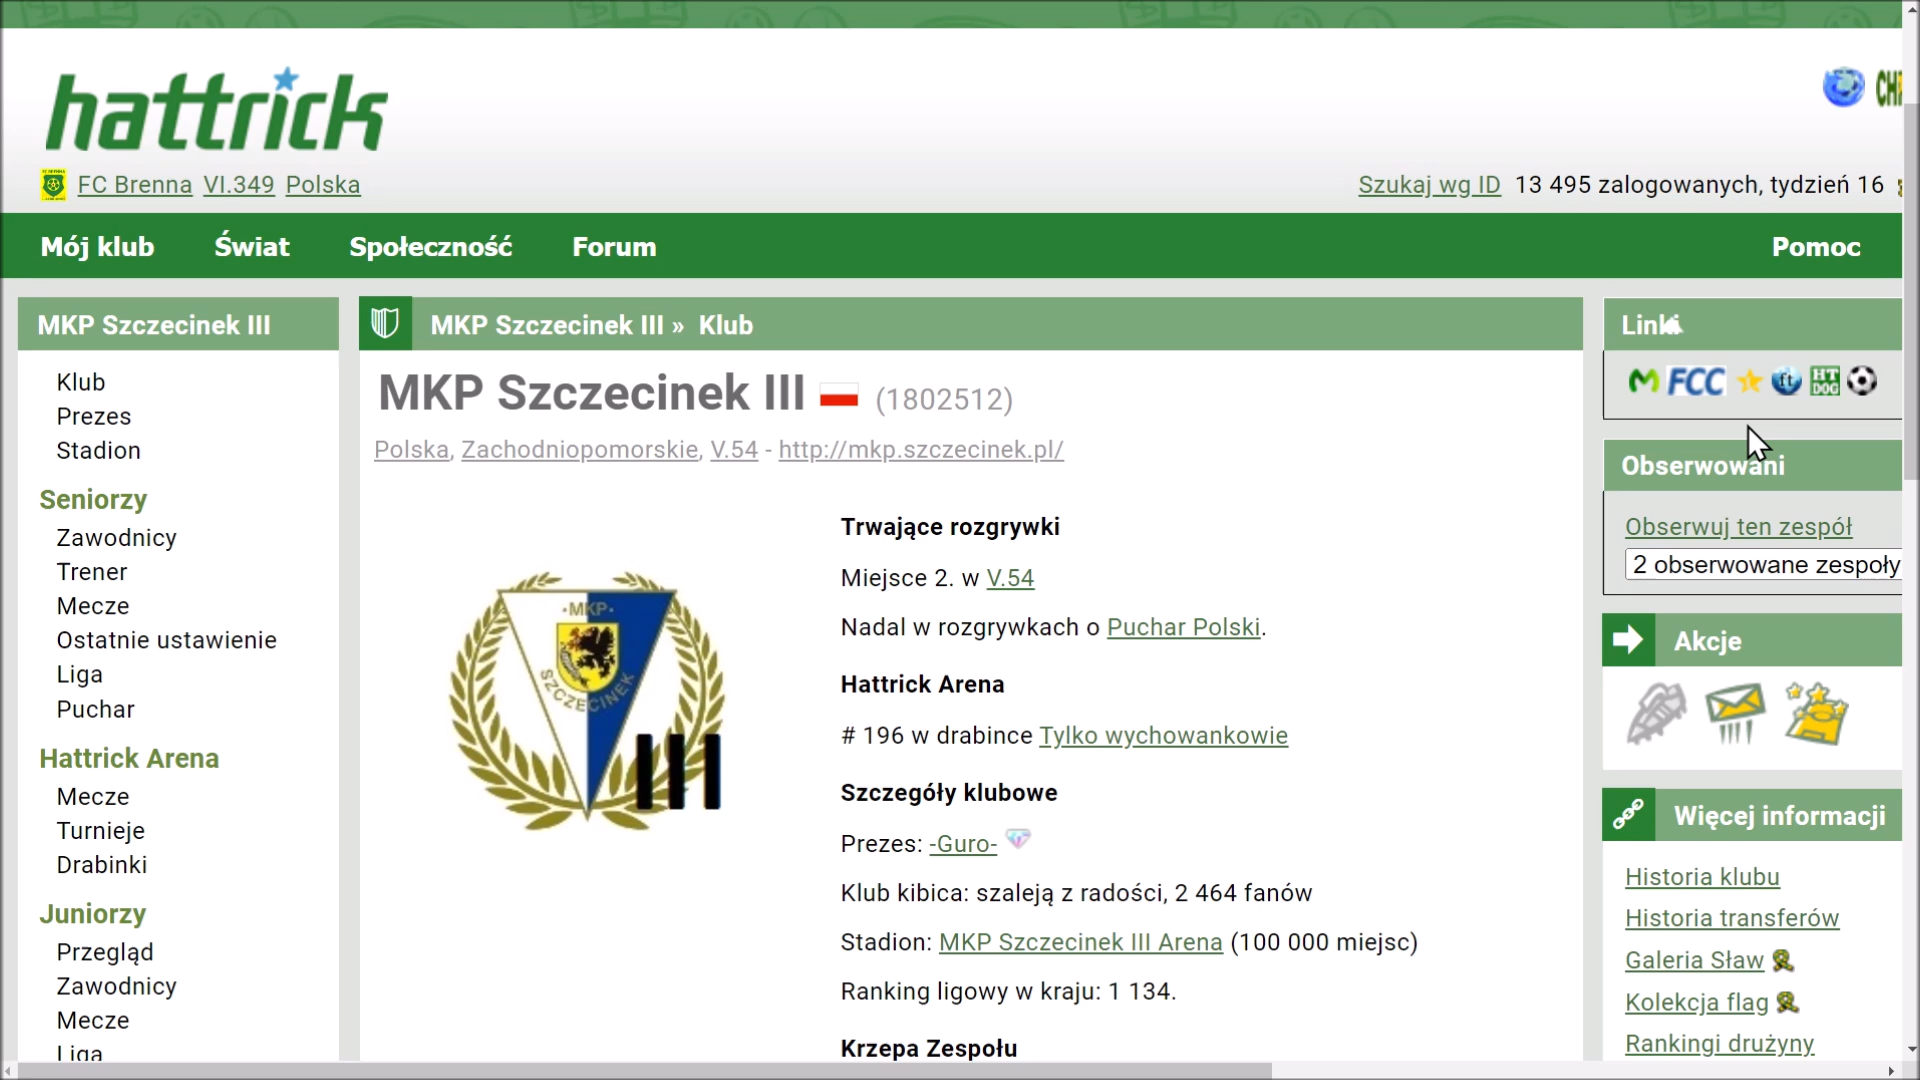 hattrick
FC Brenna VI.349 Polska
Szukaj wg ID 13 495 zalogowanych, tydzień 16
Mój klub Świat Społeczność Forum Pomoc
MKP Szczecinek III
Klub
Prezes
Stadion
Seniorzy
Zawodnicy
Trener
Mecze
Ostatnie ustawienie
Liga
Puchar
Hattrick Arena
Mecze
Turnieje
Drabinki
Juniorzy
Przegląd
Zawodnicy
Mecze
Liga
MKP Szczecinek III » Klub
MKP Szczecinek III (1802512)
Polska, Zachodniopomorskie, V.54 - http://mkp.szczecinek.pl/
·MKP·
SZCZECINEK
III
Trwające rozgrywki
Miejsce 2. w V.54
Nadal w rozgrywkach o Puchar Polski.
Hattrick Arena
# 196 w drabince Tylko wychowankowie
Szczegóły klubowe
Prezes: -Guro-
Klub kibica: szaleją z radości, 2 464 fanów
Stadion: MKP Szczecinek III Arena (100 000 miejsc)
Ranking ligowy w kraju: 1 134.
Krzepa Zespołu
Linki
FCC ft HT DOG
Obserwowani
Obserwuj ten zespół
2 obserwowane zespoły
Akcje
Więcej informacji
Historia klubu
Historia transferów
Galeria Sław
Kolekcja flag
Rankingi drużyny